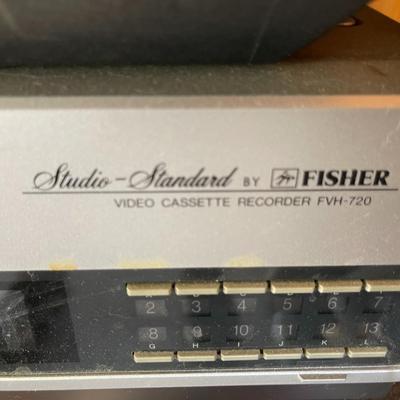 Studio-Standard BY FISHER
VIDEO CASSETTE RECORDER FVH-720
2 3 4 5 6 7
8 9 10 11 12 13
G H I J K L